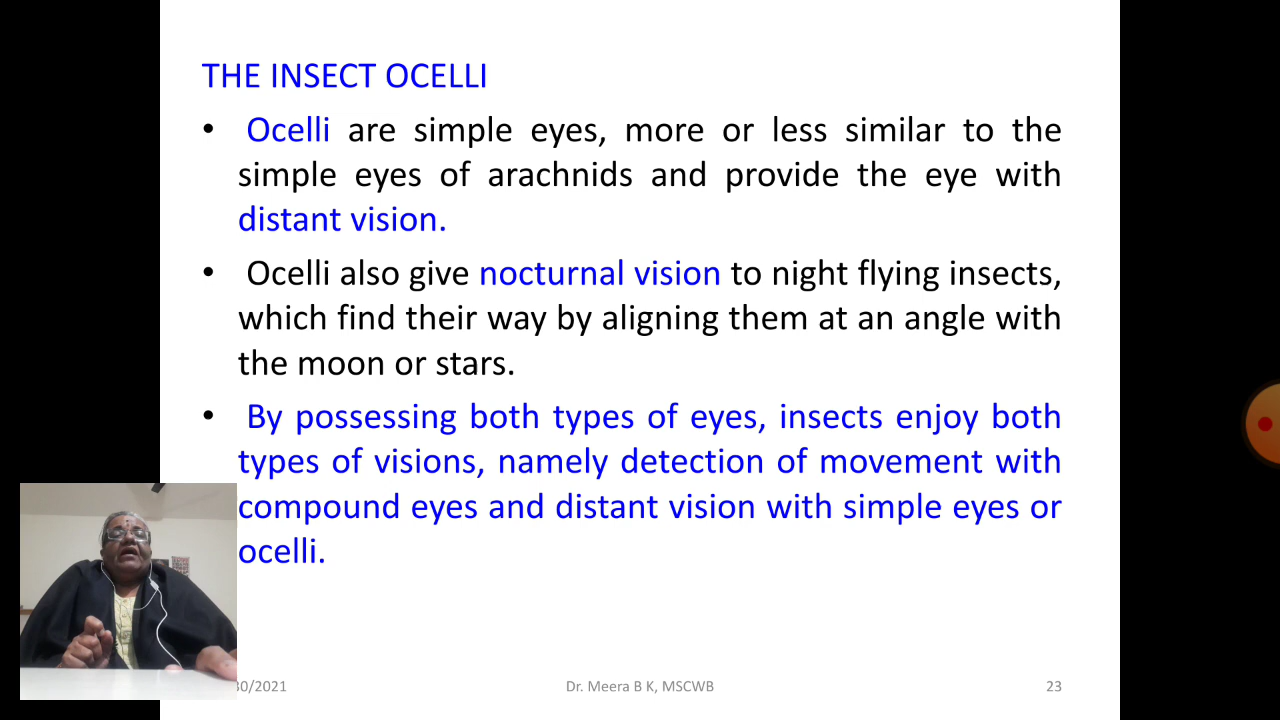 THE INSECT OCELLI
• Ocelli are simple eyes, more or less similar to the
simple eyes of arachnids and provide the eye with
distant vision.
• Ocelli also give nocturnal vision to night flying insects,
which find their way by aligning them at an angle with
the moon or stars.
• By possessing both types of eyes, insects enjoy both
types of visions, namely detection of movement with
compound eyes and distant vision with simple eyes or
ocelli.
30/2021 Dr. Meera B K, MSCWB 23